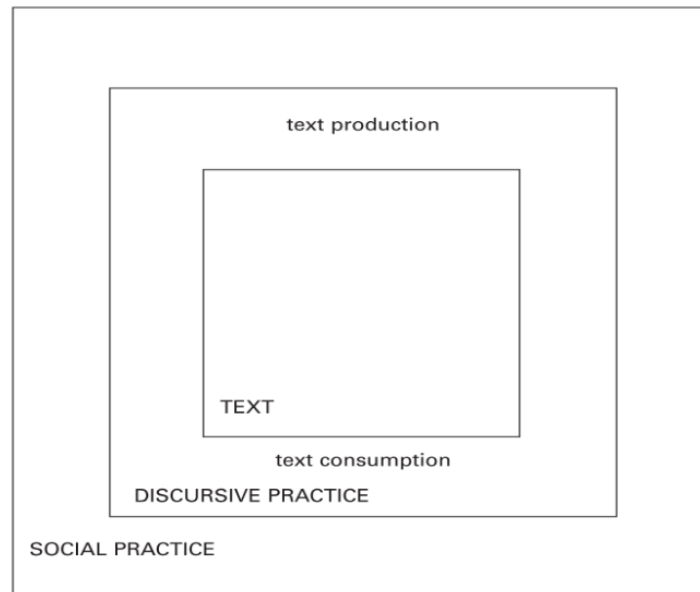 text production
TEXT
text consumption
DISCURSIVE PRACTICE
SOCIAL PRACTICE